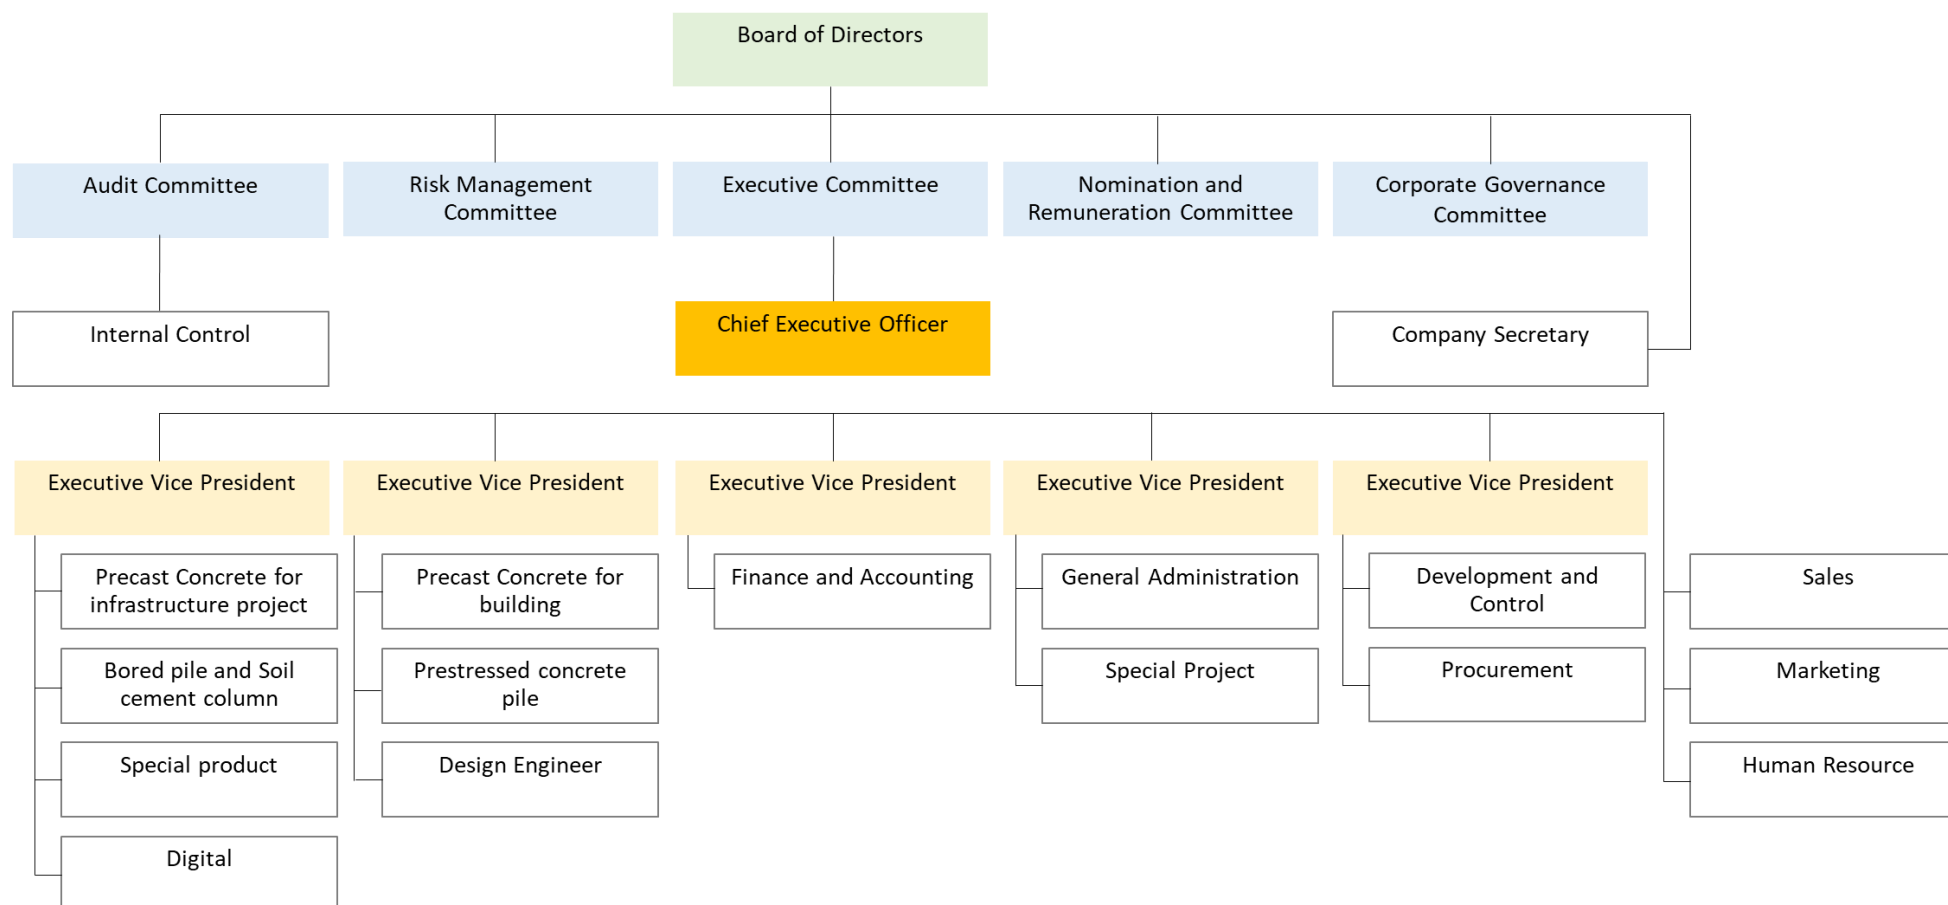 Board of Directors
Audit Committee
Risk Management
Committee
Executive Committee
Nomination and
Remuneration Committee
Corporate Governance
Committee
Internal Control
Chief Executive Officer
Company Secretary
Executive Vice President
Executive Vice President
Executive Vice President
Executive Vice President
Executive Vice President
Precast Concrete for
infrastructure project
Bored pile and Soil
cement column
Special product
Digital
Precast Concrete for
building
Prestressed concrete
pile
Design Engineer
Finance and Accounting
General Administration
Special Project
Development and
Control
Procurement
Sales
Marketing
Human Resource